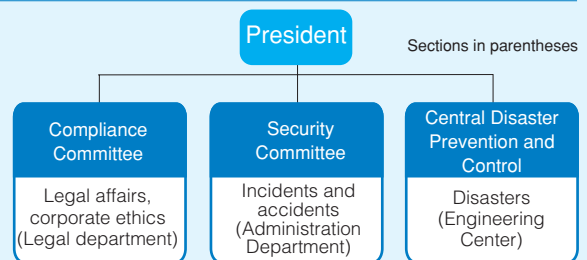 President
Sections in parentheses
Compliance
Committee
Legal affairs,
corporate ethics
(Legal department)
Security
Committee
Incidents and
accidents
(Administration
Department)
Central Disaster
Prevention and
Control
Disasters
(Engineering
Center)